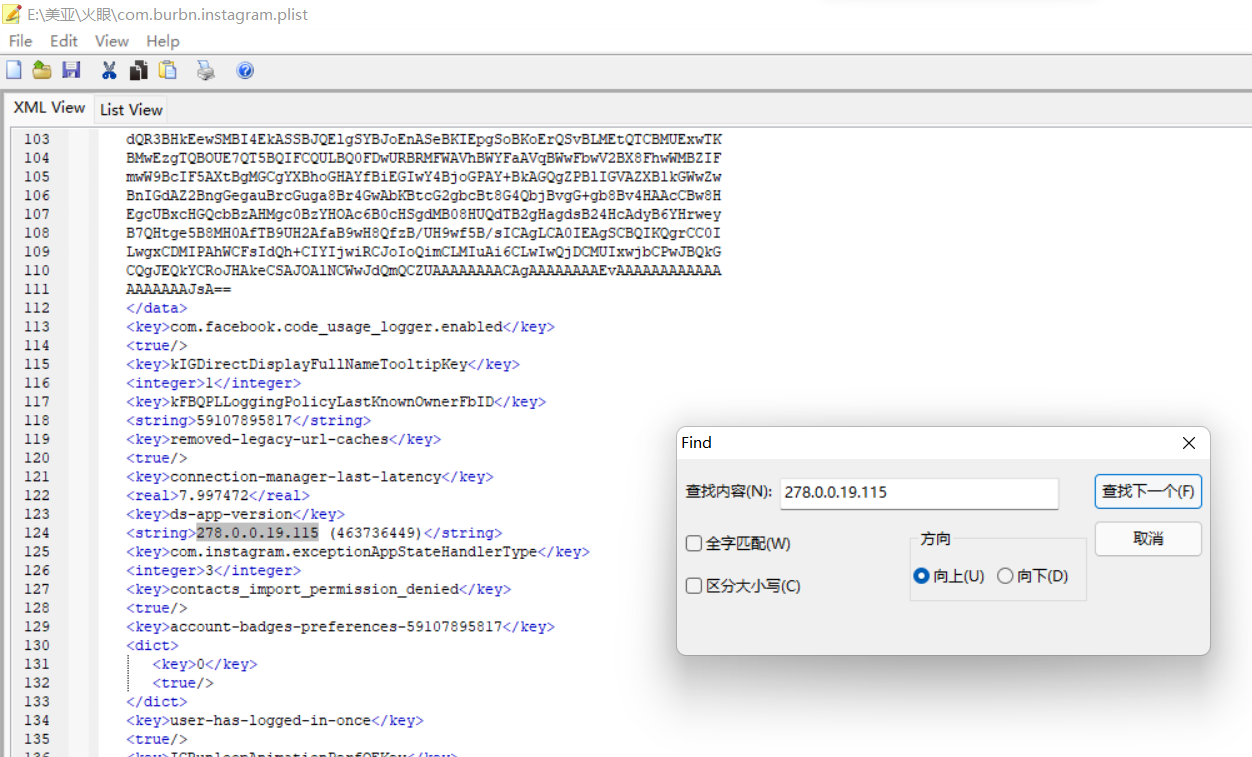 E:\美亚\火眼\com.burbn.instagram.plist
File Edit View Help
XML View List View
103 dQR3BHkEewSMBI4EkASSBJQElgSYBJoEnASeBKIEpgSoBKoErQSvBLMEtQTCBMUExwTK
104 BMwEzgTQBOUE7QT5BQIFCQULBQ0FDwURBRMFWAVhBWYFaAVqBWwFbwV2BX8FhwWMBZIF
105 mwW9BcIF5AXtBgMGCgYXBhoGHAYfBiEGIwY4BjoGPAY+BkAGQgZPBlIGVAZXBlkGWwZw
106 BnIGdAZ2BngGegauBrcGuga8Br4GwAbKBtcG2gbcBt8G4QbjBvgG+gb8Bv4HAAcCBw8H
107 EgcUBxcHGQcbBzAHMgc0BzYHOAc6B0cHSgdMB08HUQdTB2gHagdsB24HcAdyB6YHrwey
108 B7QHtge5B8MH0AfTB9UH2AfaB9wH8QfzB/UH9wf5B/sICAgLCA0IEAgSCBQIKQgrCC0I
109 LwgxCDMIPAhWCFsIdQh+CIYIjwiRCJoIoQimCLMIuAi6CLwIwQjDCMUIxwjbCPwJBQkG
110 CQgJEQkYCRoJHAkeCSAJOAlNCWwJdQmQCZUAAAAAAAACAgAAAAAAAAEvAAAAAAAAAAAA
111 AAAAAAAJsA==
112 </data>
113 <key>com.facebook.code_usage_logger.enabled</key>
114 <true/>
115 <key>kIGDirectDisplayFullNameTooltipKey</key>
116 <integer>1</integer>
117 <key>kFBQPLLoggingPolicyLastKnownOwnerFbID</key>
118 <string>59107895817</string>
119 <key>removed-legacy-url-caches</key>
120 <true/>
121 <key>connection-manager-last-latency</key>
122 <real>7.997472</real>
123 <key>ds-app-version</key>
124 <string>278.0.0.19.115 (463736449)</string>
125 <key>com.instagram.exceptionAppStateHandlerType</key>
126 <integer>3</integer>
127 <key>contacts_import_permission_denied</key>
128 <true/>
129 <key>account-badges-preferences-59107895817</key>
130 <dict>
131 <key>0</key>
132 <true/>
133 </dict>
134 <key>user-has-logged-in-once</key>
135 <true/>
Find
查找内容(N): 278.0.0.19.115 查找下一个(F)
全字匹配(W) 方向 取消
区分大小写(C) 向上(U) 向下(D)